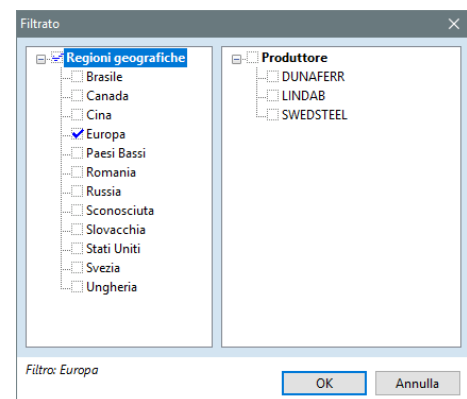 Filtrato
Regioni geografiche
Brasile
Canada
Cina
Europa
Paesi Bassi
Romania
Russia
Sconosciuta
Slovacchia
Stati Uniti
Svezia
Ungheria
Produttore
DUNAFERR
LINDAB
SWEDSTEEL
Filtro: Europa
OK
Annulla